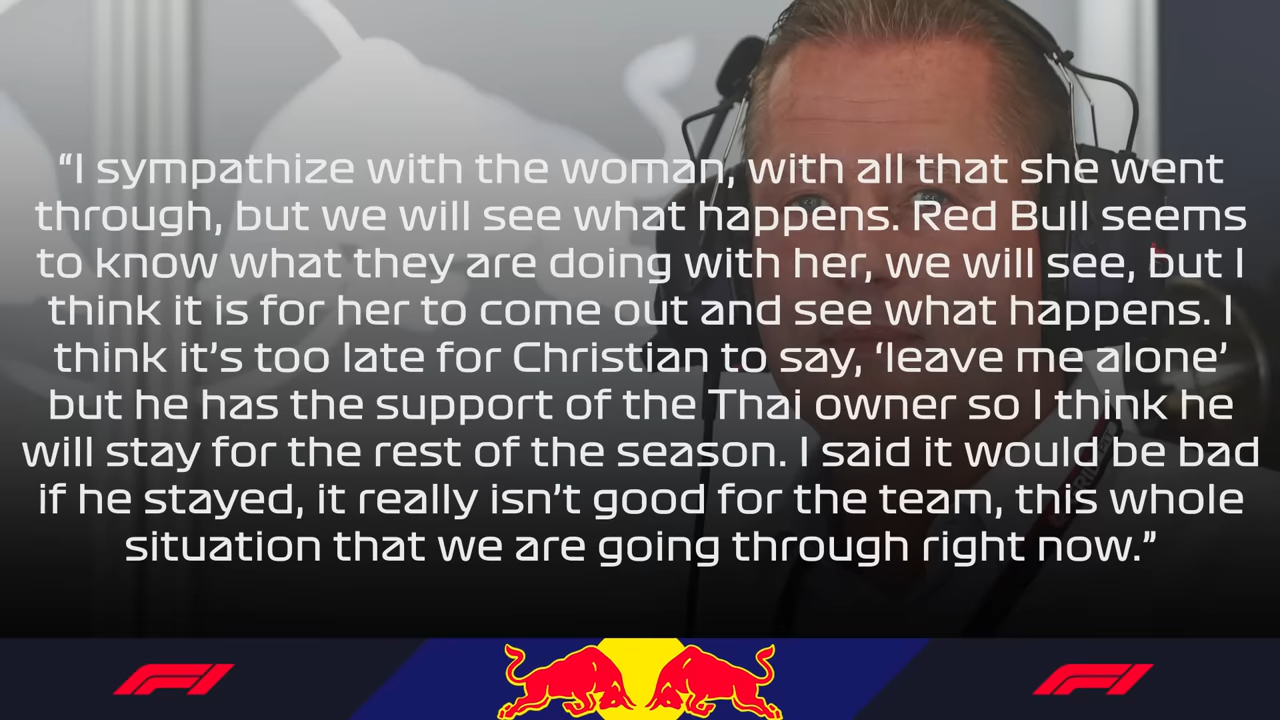 “I sympathize with the woman, with all that she went
through, but we will see what happens. Red Bull seems
to know what they are doing with her, we will see, but I
think it is for her to come out and see what happens. I
think it’s too late for Christian to say, ‘leave me alone’
but he has the support of the Thai owner so I think he
will stay for the rest of the season. I said it would be bad
if he stayed, it really isn’t good for the team, this whole
situation that we are going through right now.”
F1 F1